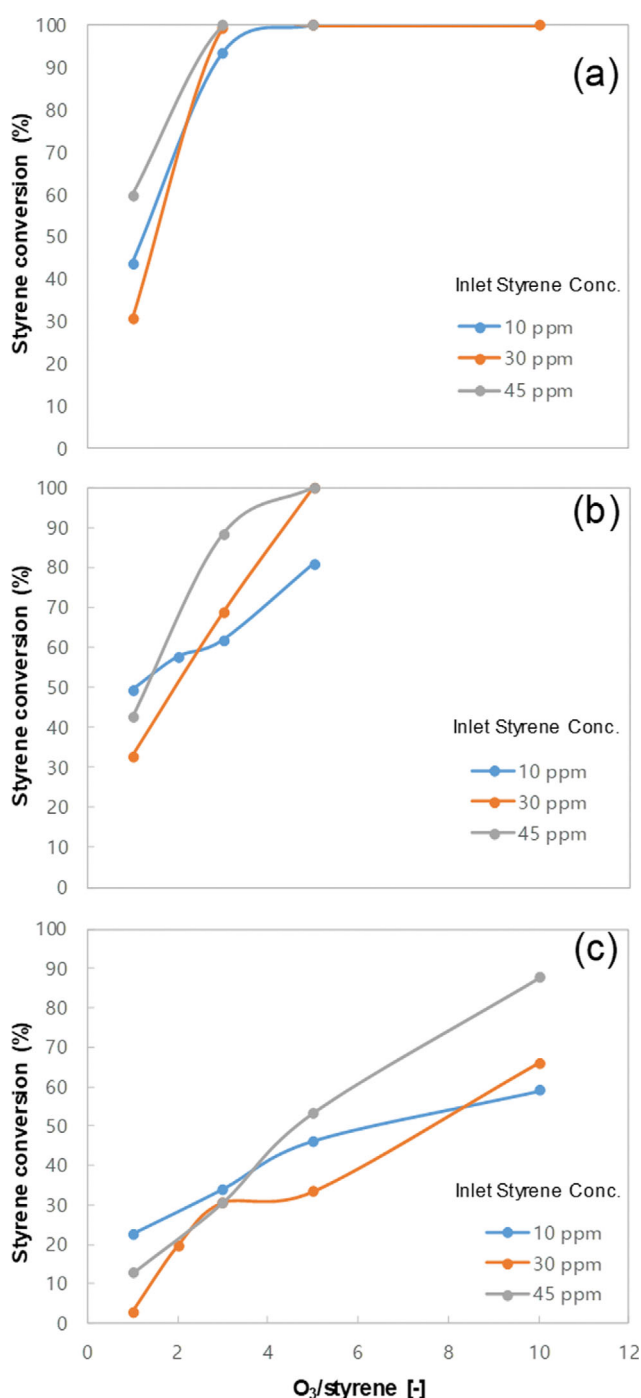 100
90
80
70
60
50
40
30
20
10
0
Styrene conversion (%)
(a)
Inlet Styrene Conc.
10 ppm
30 ppm
45 ppm
100
90
80
70
60
50
40
30
20
10
0
Styrene conversion (%)
(b)
Inlet Styrene Conc.
10 ppm
30 ppm
45 ppm
100
90
80
70
60
50
40
30
20
10
0
Styrene conversion (%)
(c)
Inlet Styrene Conc.
10 ppm
30 ppm
45 ppm
0 2 4 6 8 10 12
O₃/styrene [-]